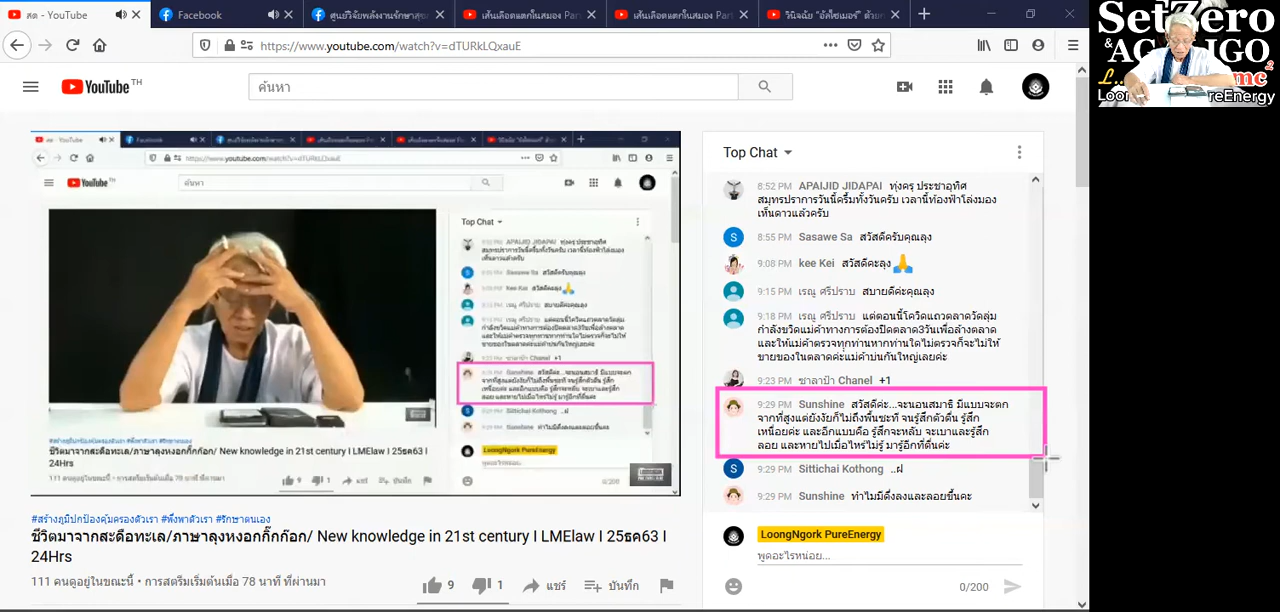 สด - YouTube
Facebook
ศูนย์วิจัยพลังงานรักษาสุข
เส้นเลือดแตกในสมอง Par
เส้นเลือดแตกในสมอง Part
วินิจฉัย "อัลไซเมอร์" ด้วยต
https://www.youtube.com/watch?v=dTURkLQxauE
YouTube TH
ค้นหา
SetZero
&
L...
mc2
reEnergy
Top Chat
8:52 PM APAIJID JIDAPAI ทุ่งครุ ประชาอุทิศ
สมุทรปราการวันนี้ครึ้มทั้งวันครับ เวลานี้ท้องฟ้าโล่งมอง
เห็นดาวแล้วครับ
8:55 PM Sasawe Sa สวัสดีครับคุณลุง
9:08 PM kee Kei สวัสดีคะลุง🙏
9:15 PM เรณู ศรีปราบ สบายดีค่ะคุณลุง
9:18 PM เรณู ศรีปราบ แต่ตอนนี้โควิดแถวตลาดวัดลุ่ม
กำลังขวิดแม่ค้าทางการต้องปิดตลาด3วันเพื่อล้างตลาด
และให้แม่ค้าตรวจทุกท่านหากท่านใดไม่ตรวจก็จะไม่ให้
ขายของในตลาดค่ะแม่ค้าบ่นกันใหญ่เลยค่ะ
9:23 PM ซาลาเปา Chanel +1
9:29 PM Sunshine สวัสดีค่ะ...จะนอนสมาธิ มีแบบจะตก
จากที่สูงแต่ยังงัยก็ไม่ถึงพื้นซะที จนรู้สึกตัวตื่น รู้สึก
เหนื่อยค่ะ และอีกแบบคือ รู้สึกจะหลับ จะเบาและรู้สึก
ลอย และหายไปเมื่อไหร่ไม่รู้ มารู้อีกที่ตื่นค่ะ
9:29 PM Sittichai Kothong ..ฝ
9:29 PM Sunshine ทำไมมีดิ่งลงและลอยขึ้นคะ
LoongNgork PureEnergy
พูดอะไรหน่อย...
0/200
#สร้างภูมิปกป้องคุ้มครองตัวเรา #พึ่งพาตัวเรา #รักษาตนเอง
ชีวิตมาจากสะดือทะเล/ภาษาลุงหงอกกิ๊กก๊อก/ New knowledge in 21st century I LMElaw I 25ธค63 I
24Hrs
111 คนดูอยู่ในขณะนี้ • การสตรีมเริ่มต้นเมื่อ 78 นาที ที่ผ่านมา
9
1
แชร์
บันทึก